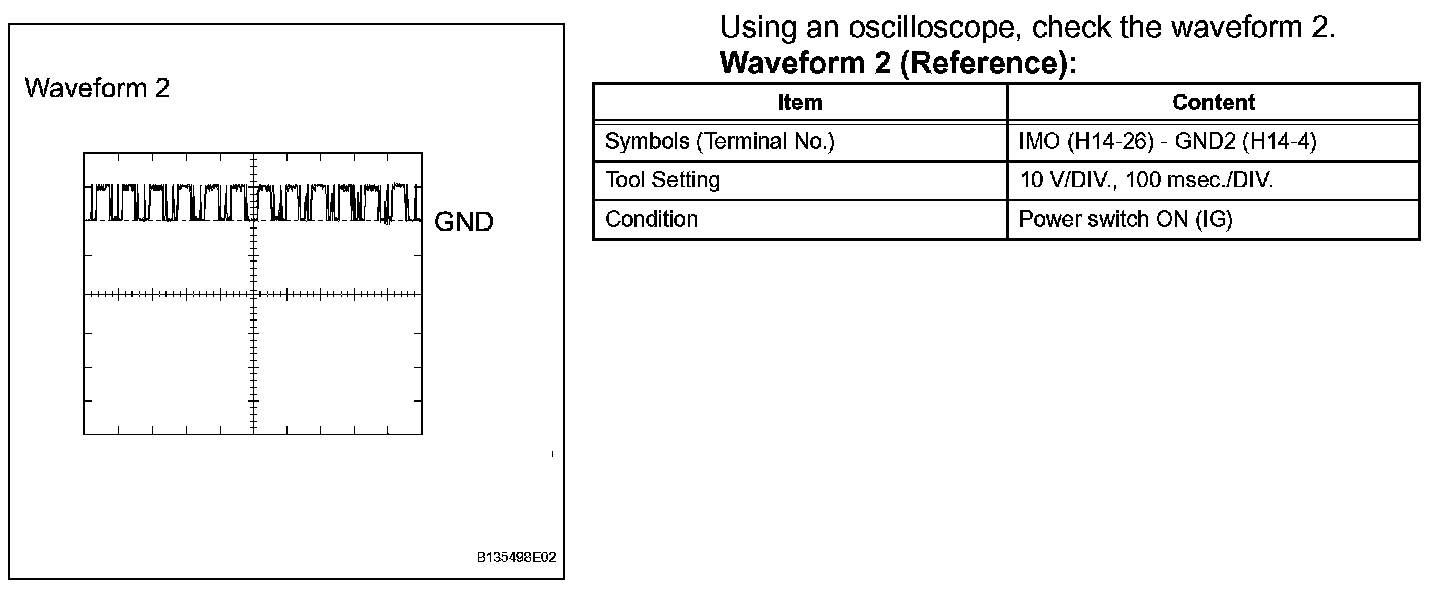 Waveform 2
GND
B135498E02
Using an oscilloscope, check the waveform 2.
Waveform 2 (Reference):
Item Content
Symbols (Terminal No.) IMO (H14-26) - GND2 (H14-4)
Tool Setting 10 V/DIV., 100 msec./DIV.
Condition Power switch ON (IG)